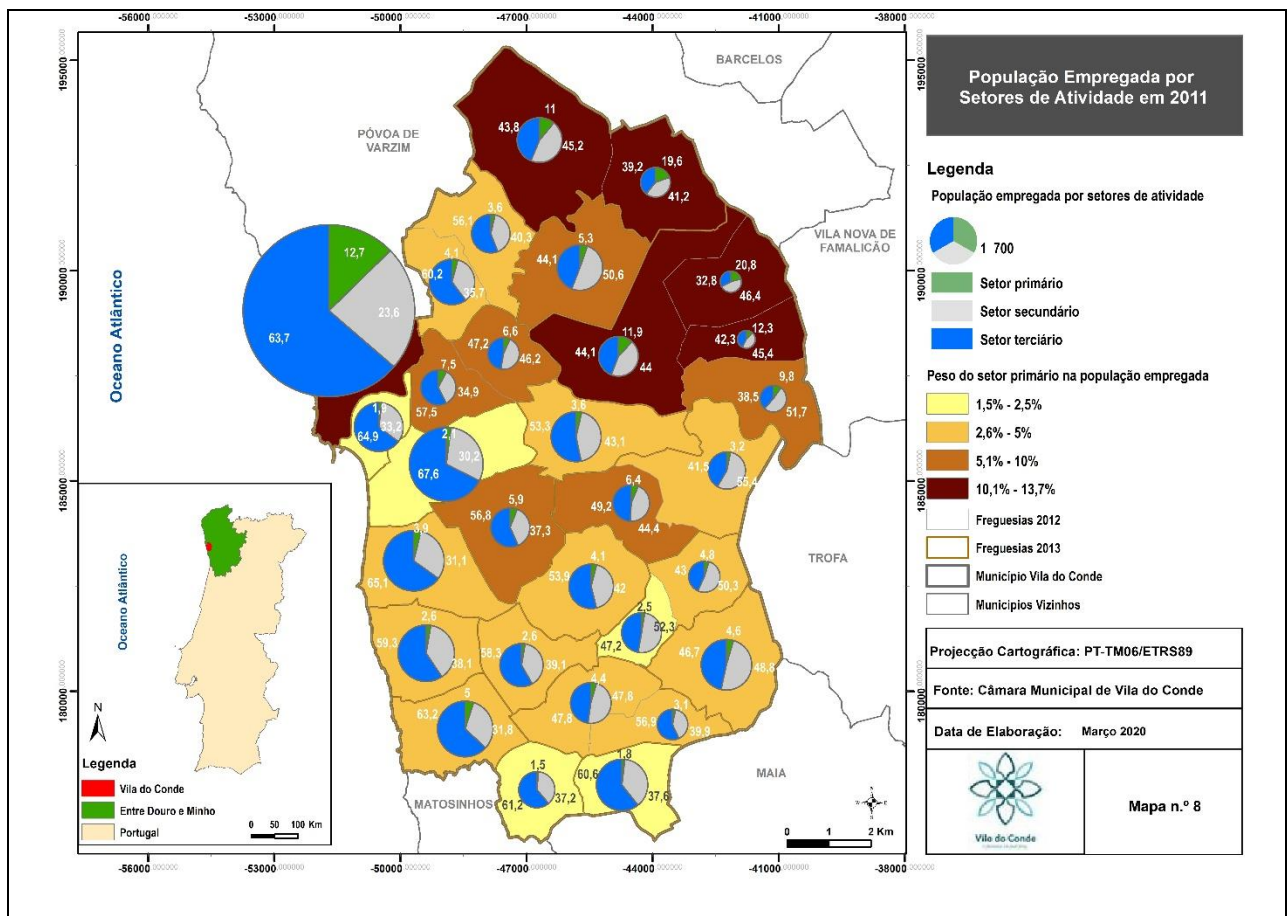 -56000,000000
-53000,000000
-50000,000000
-47000,000000
-44000,000000
-41000,000000
-38000,000000
195000,000000
190000,000000
185000,000000
180000,000000
BARCELOS
PÓVOA DE
VARZIM
VILA NOVA DE
FAMALICÃO
TROFA
MAIA
MATOSINHOS
Oceano Atlântico
11
43,8
45,2
39,2
19,6
41,2
3,6
56,1
40,3
5,3
44,1
50,6
4,1
60,2
35,7
20,8
32,8
46,4
12,7
23,6
63,7
6,6
47,2
46,2
11,9
44,1
44
12,3
42,3
45,4
7,5
34,9
57,5
9,8
38,5
51,7
1,9
33,2
64,9
2,1
30,2
67,6
3,6
53,3
43,1
3,2
41,5
55,4
5,9
56,8
37,3
6,4
49,2
44,4
3,9
31,1
65,1
4,1
53,9
42
4,8
43
50,3
2,5
52,3
47,2
2,6
59,3
38,1
2,6
58,3
39,1
4,6
46,7
48,8
4,4
47,6
47,8
3,1
56,9
39,9
5
63,2
31,8
1,5
61,2
37,2
1,8
60,6
37,6
0 1 2 Km
Oceano Atlântico
N
Legenda
Vila do Conde
Entre Douro e Minho
Portugal
0 50 100 Km
População Empregada por
Setores de Atividade em 2011
Legenda
População empregada por setores de atividade
1 700
Setor primário
Setor secundário
Setor terciário
Peso do setor primário na população empregada
1,5% - 2,5%
2,6% - 5%
5,1% - 10%
10,1% - 13,7%
Freguesias 2012
Freguesias 2013
Município Vila do Conde
Municipios Vizinhos
Projecção Cartográfica: PT-TM06/ETRS89
Fonte: Câmara Municipal de Vila do Conde
Data de Elaboração: Março 2020
Vila do Conde
Mapa n.º 8